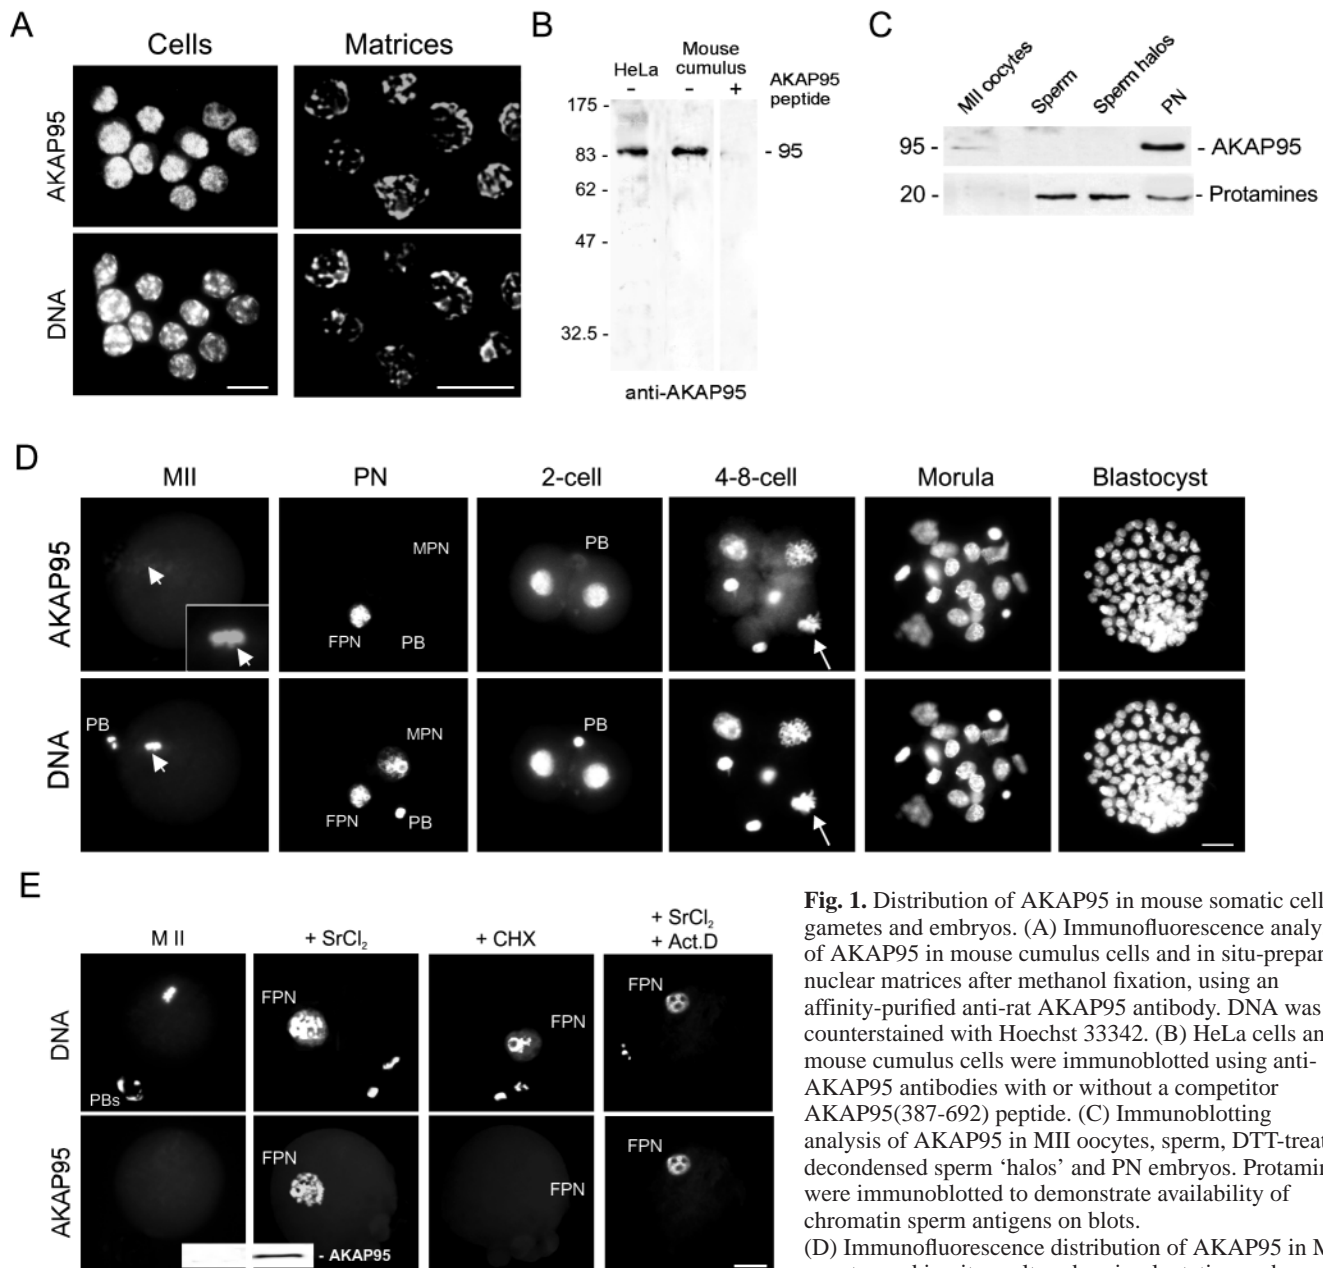 A
Cells
Matrices
AKAP95
DNA
B
HeLa
Mouse
cumulus
AKAP95
peptide
- - +
175 -
83 -
62 -
47 -
32.5 -
- 95
anti-AKAP95
C
MII oocytes
Sperm
Sperm halos
PN
95 -
- AKAP95
20 -
- Protamines
D
MII
PN
2-cell
4-8-cell
Morula
Blastocyst
AKAP95
MPN
FPN
PB
PB
DNA
PB
MPN
FPN
PB
PB
E
M II
+ SrCl₂
+ CHX
+ SrCl₂
+ Act.D
DNA
PBs
FPN
FPN
FPN
AKAP95
FPN
FPN
FPN
- AKAP95
Fig. 1. Distribution of AKAP95 in mouse somatic cell
gametes and embryos. (A) Immunofluorescence analy
of AKAP95 in mouse cumulus cells and in situ-prepar
nuclear matrices after methanol fixation, using an
affinity-purified anti-rat AKAP95 antibody. DNA was
counterstained with Hoechst 33342. (B) HeLa cells an
mouse cumulus cells were immunoblotted using anti-
AKAP95 antibodies with or without a competitor
AKAP95(387-692) peptide. (C) Immunoblotting
analysis of AKAP95 in MII oocytes, sperm, DTT-treat
decondensed sperm ‘halos’ and PN embryos. Protamin
were immunoblotted to demonstrate availability of
chromatin sperm antigens on blots.
(D) Immunofluorescence distribution of AKAP95 in M